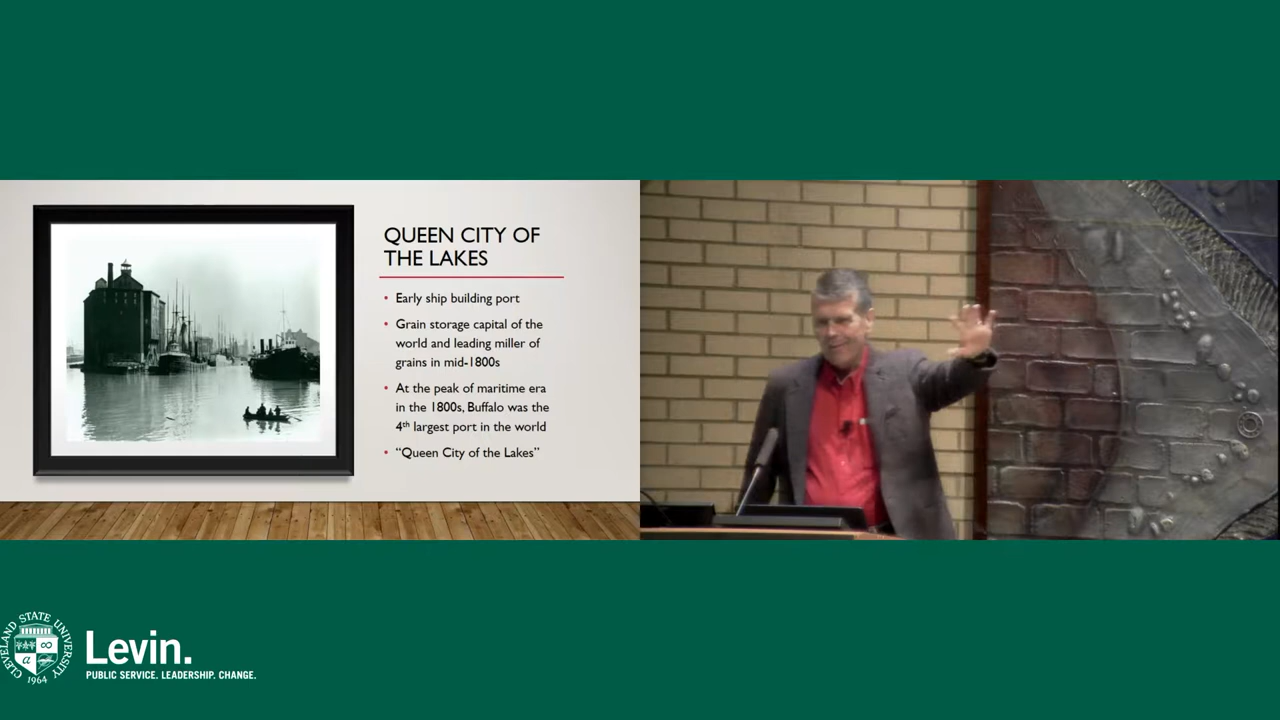 QUEEN CITY OF
THE LAKES
• Early ship building port
• Grain storage capital of the
world and leading miller of
grains in mid-1800s
• At the peak of maritime era
in the 1800s, Buffalo was the
4th largest port in the world
• “Queen City of the Lakes”
CLEVELAND STATE UNIVERSITY
1964
Levin.
PUBLIC SERVICE. LEADERSHIP. CHANGE.